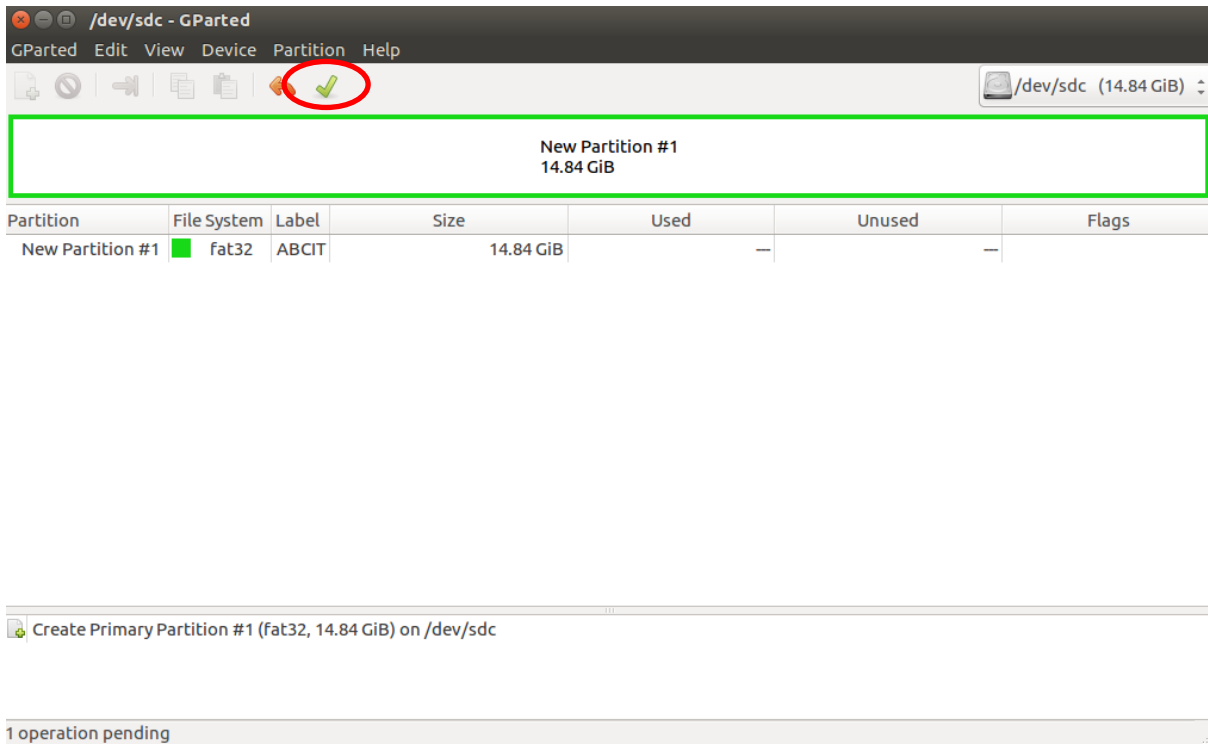 /dev/sdc - GParted
GParted Edit View Device Partition Help
/dev/sdc (14.84 GiB)
New Partition #1
14.84 GiB
Partition File System Label Size Used Unused Flags
New Partition #1 fat32 ABCIT 14.84 GiB --- ---
Create Primary Partition #1 (fat32, 14.84 GiB) on /dev/sdc
1 operation pending